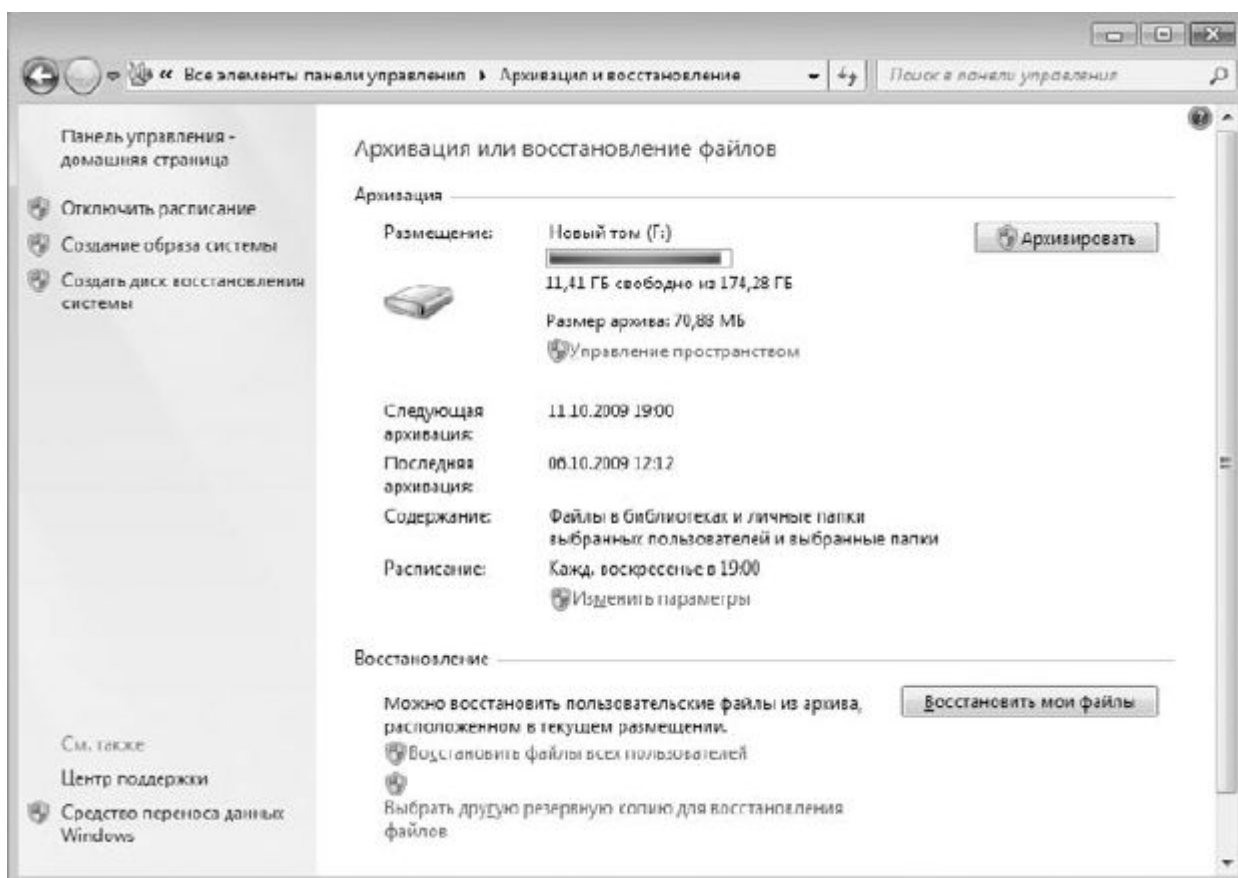 « Все элементы панели управления ▸ Архивация и восстановление
Поиск в панели управления
Панель управления -
домашняя страница
Отключить расписание
Создание образа системы
Создать диск восстановления
системы
См. также
Центр поддержки
Средство переноса данных
Windows
Архивация или восстановление файлов
Архивация
Размещение:
Новый том (F:)
Архивировать
11,41 ГБ свободно из 174,28 ГБ
Размер архива: 70,88 МБ
Управление пространством
Следующая
архивация:
11.10.2009 19:00
Последняя
архивация:
06.10.2009 12:12
Содержание:
Файлы в библиотеках и личные папки
выбранных пользователей и выбранные папки
Расписание:
Кажд. воскресенье в 19:00
Изменить параметры
Восстановление
Можно восстановить пользовательские файлы из архива,
расположенном в текущем размещении.
Восстановить мои файлы
Восстановить файлы всех пользователей
Выбрать другую резервную копию для восстановления
файлов